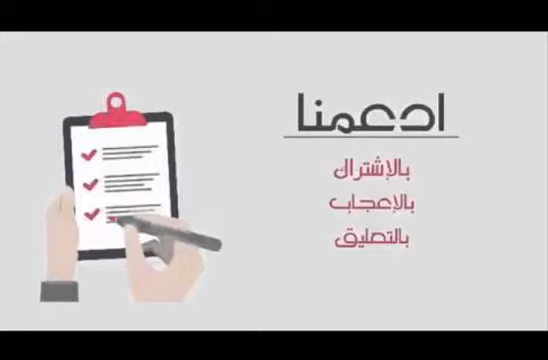 ادعمنا
بالإشتراك
بالإعجاب
بالتعليق